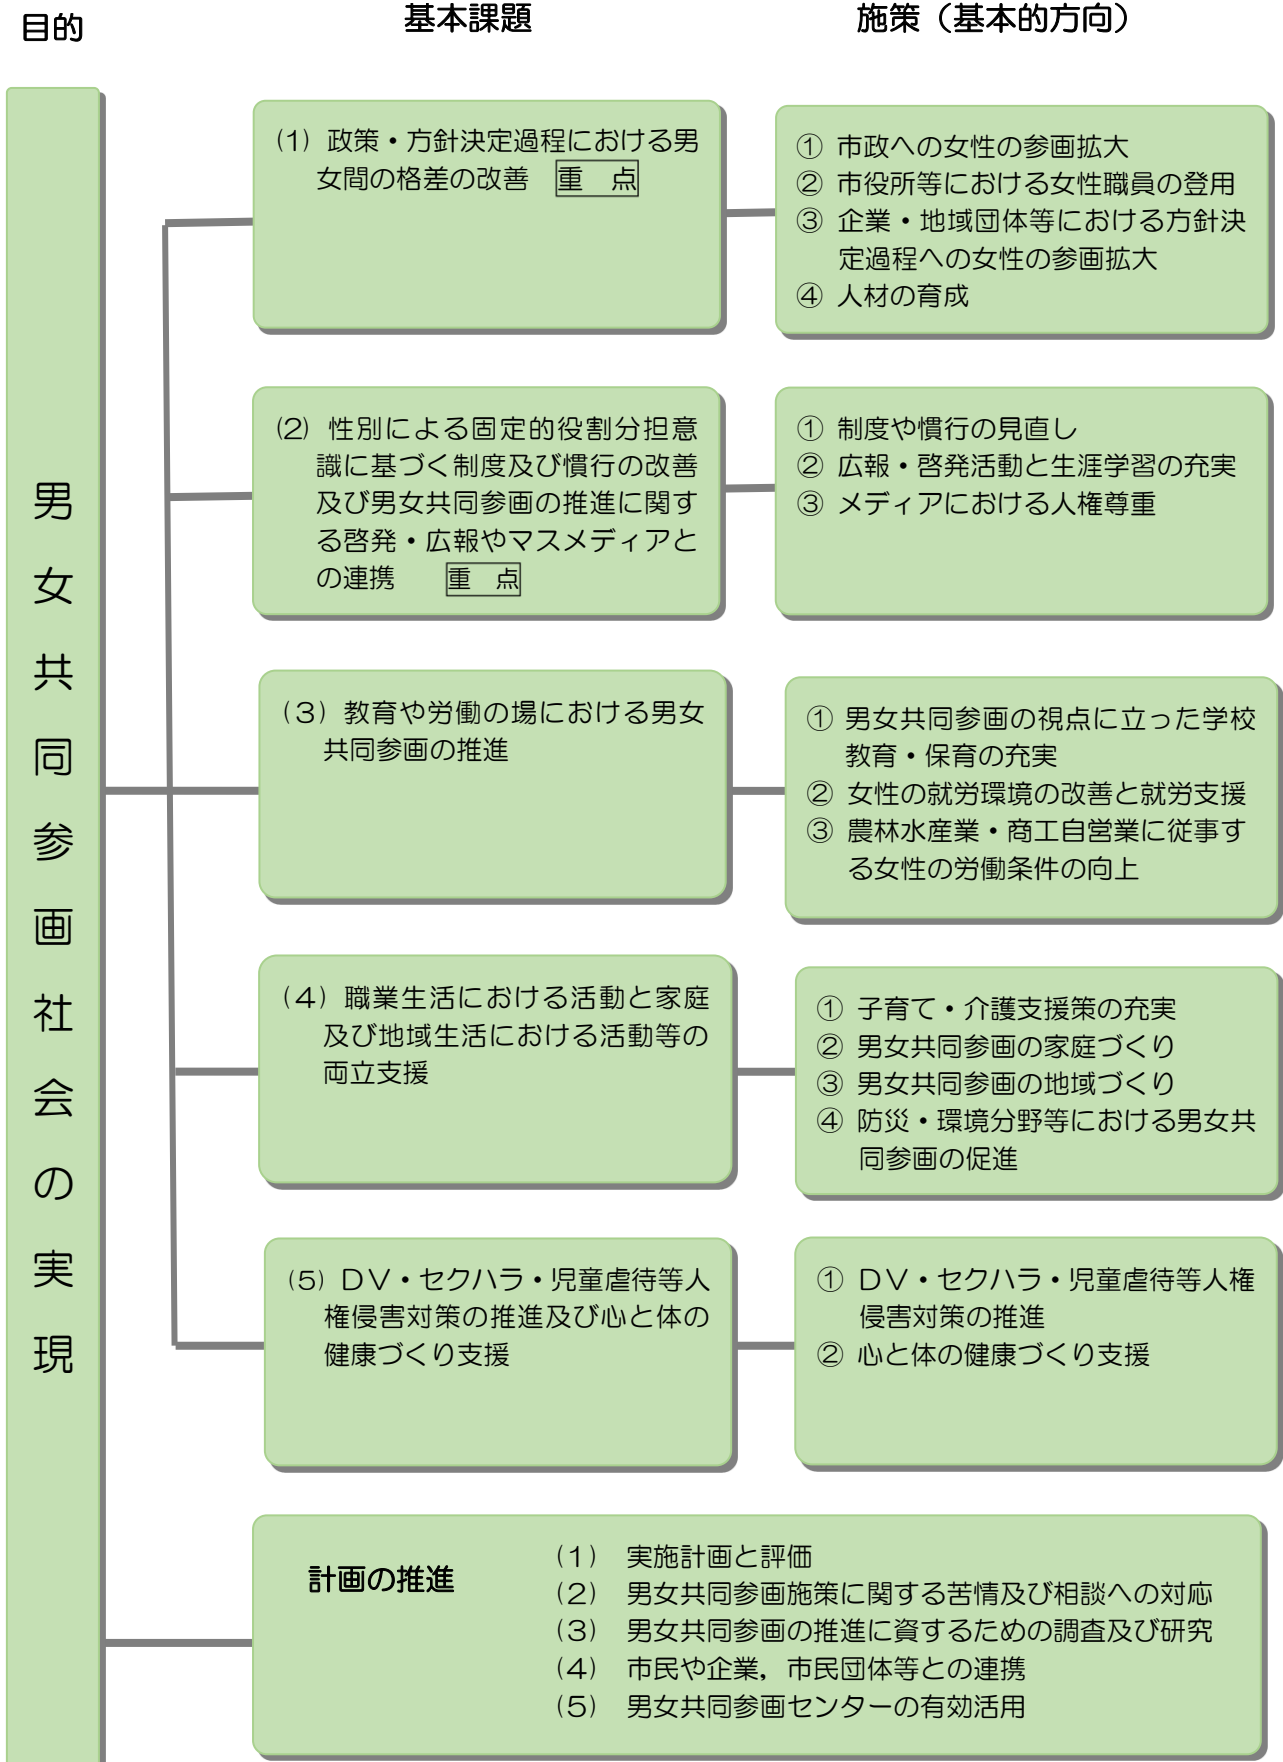 目的
基本課題
施策（基本的方向）
男女共同参画社会の実現
(1) 政策・方針決定過程における男
女間の格差の改善 重 点
① 市政への女性の参画拡大
② 市役所等における女性職員の登用
③ 企業・地域団体等における方針決
定過程への女性の参画拡大
④ 人材の育成
(2) 性別による固定的役割分担意
識に基づく制度及び慣行の改善
及び男女共同参画の推進に関す
る啓発・広報やマスメディアと
の連携 重 点
① 制度や慣行の見直し
② 広報・啓発活動と生涯学習の充実
③ メディアにおける人権尊重
(3) 教育や労働の場における男女
共同参画の推進
① 男女共同参画の視点に立った学校
教育・保育の充実
② 女性の就労環境の改善と就労支援
③ 農林水産業・商工自営業に従事す
る女性の労働条件の向上
(4) 職業生活における活動と家庭
及び地域生活における活動等の
両立支援
① 子育て・介護支援策の充実
② 男女共同参画の家庭づくり
③ 男女共同参画の地域づくり
④ 防災・環境分野等における男女共
同参画の促進
(5) ＤＶ・セクハラ・児童虐待等人
権侵害対策の推進及び心と体の
健康づくり支援
① ＤＶ・セクハラ・児童虐待等人権
侵害対策の推進
② 心と体の健康づくり支援
計画の推進
(1) 実施計画と評価
(2) 男女共同参画施策に関する苦情及び相談への対応
(3) 男女共同参画の推進に資するための調査及び研究
(4) 市民や企業，市民団体等との連携
(5) 男女共同参画センターの有効活用